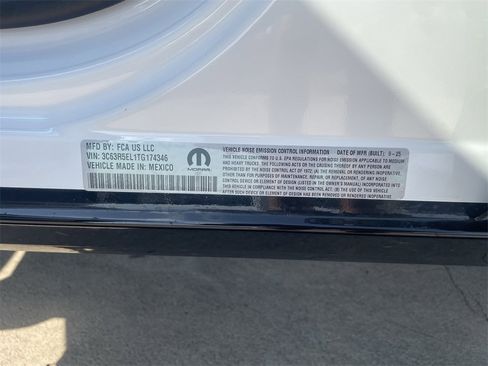 MFD BY: FCA US LLC
VIN: 3C63R5EL1TG174346
VEHICLE MADE IN: MEXICO
MOPAR
VEHICLE NOISE EMISSION CONTROL INFORMATION DATE OF MFR (BUILT): 9-25
THIS VEHICLE CONFORMS TO U.S. EPA REGULATIONS FOR NOISE EMISSION APPLICABLE TO MEDIUM
AND HEAVY TRUCKS. THE FOLLOWING ACTS OR THE CAUSING THEREOF BY ANY PERSON ARE
PROHIBITED BY THE NOISE CONTROL ACT OF 1972: (A) THE REMOVAL OR RENDERING INOPERATIVE,
OTHER THAN FOR PURPOSES OF MAINTENANCE, REPAIR, OR REPLACEMENT, OF ANY NOISE
CONTROL DEVICE OR ELEMENT OF DESIGN (LISTED IN THE OWNER'S MANUAL) INCORPORATED INTO
THIS VEHICLE IN COMPLIANCE WITH THE NOISE CONTROL ACT; (B) THE USE OF THIS VEHICLE
AFTER SUCH DEVICE OR ELEMENT OF DESIGN HAS BEEN REMOVED OR RENDERED INOPERATIVE.